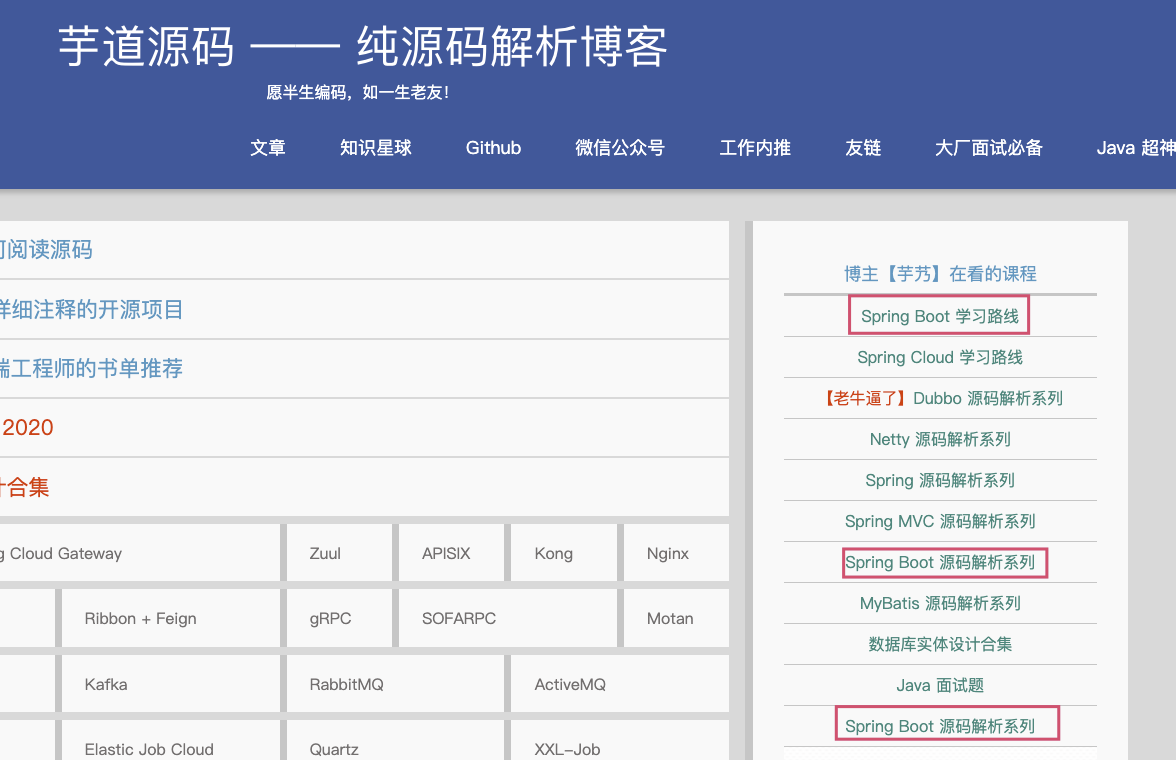 芋道源码 —— 纯源码解析博客
愿半生编码，如一生老友！
文章 知识星球 Github 微信公众号 工作内推 友链 大厂面试必备 Java 超神
阅读源码
详细注释的开源项目
端工程师的书单推荐
2020
计合集
g Cloud Gateway Zuul APISIX Kong Nginx
Ribbon + Feign gRPC SOFARPC Motan
Kafka RabbitMQ ActiveMQ
Elastic Job Cloud Quartz XXL-Job
博主【芋艿】在看的课程
Spring Boot 学习路线
Spring Cloud 学习路线
【老牛逼了】Dubbo 源码解析系列
Netty 源码解析系列
Spring 源码解析系列
Spring MVC 源码解析系列
Spring Boot 源码解析系列
MyBatis 源码解析系列
数据库实体设计合集
Java 面试题
Spring Boot 源码解析系列